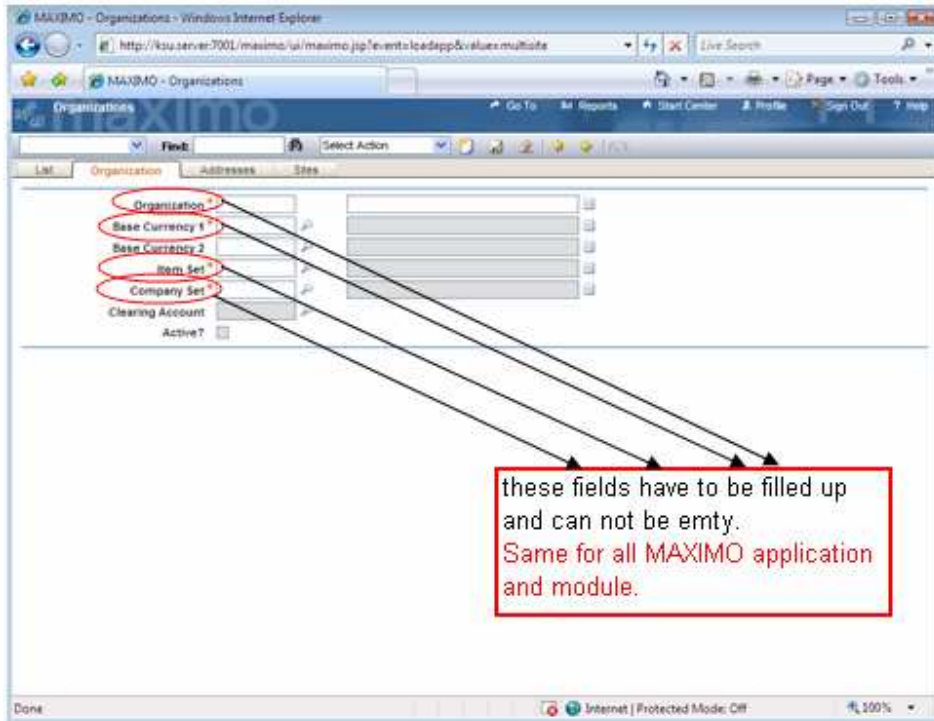 MAXIMO - Organizations - Windows Internet Explorer
http://ksu.server:7001/maximo/ui/maximo.jsp?event=loadapp&value=multisite Live Search
MAXIMO - Organizations Page Tools
Organizations maximo Go To Reports Start Center Profile Sign Out ? Help
Find: Select Action
List Organization Addresses Sites
Organization *
Base Currency 1 *
Base Currency 2
Item Set *
Company Set *
Clearing Account
Active?
these fields have to be filled up
and can not be emty.
Same for all MAXIMO application
and module.
Done Internet | Protected Mode: Off 100%